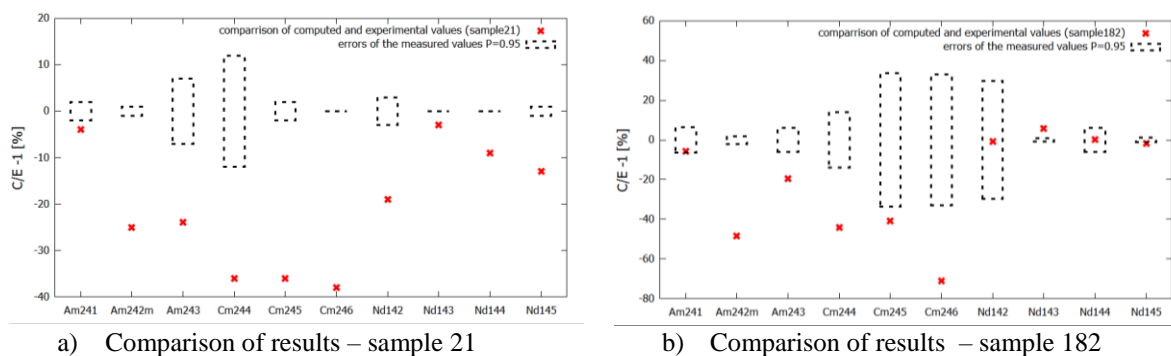 comparrison of computed and experimental values (sample21)
errors of the measured values P=0.95
20
10
0
-10
-20
-30
-40
C/E -1 [%]
Am241 Am242m Am243 Cm244 Cm245 Cm246 Nd142 Nd143 Nd144 Nd145
a) Comparison of results – sample 21
comparrison of computed and experimental values (sample182)
errors of the measured values P=0.95
60
40
20
0
-20
-40
-60
-80
C/E -1 [%]
Am241 Am242m Am243 Cm244 Cm245 Cm246 Nd142 Nd143 Nd144 Nd145
b) Comparison of results – sample 182